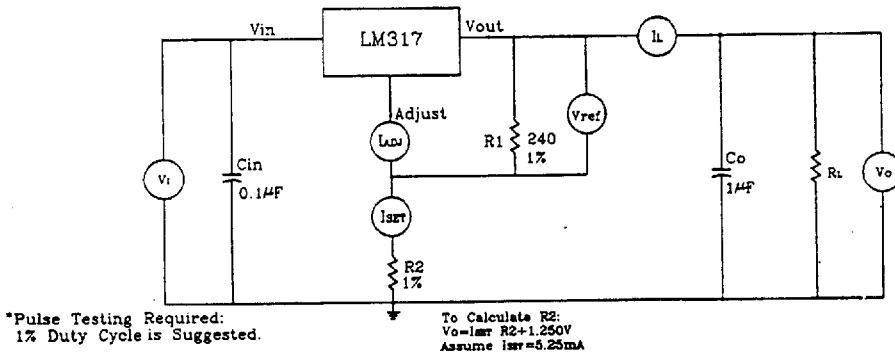 Vin
LM317
Vout
IL
Adjust
IADJ
R1
240
1%
Vref
VI
Cin
0.1μF
ISET
Co
1μF
RL
Vo
R2
1%
*Pulse Testing Required:
1% Duty Cycle is Suggested.
To Calculate R2:
Vo=ISET R2+1.250V
Assume ISET=5.25mA